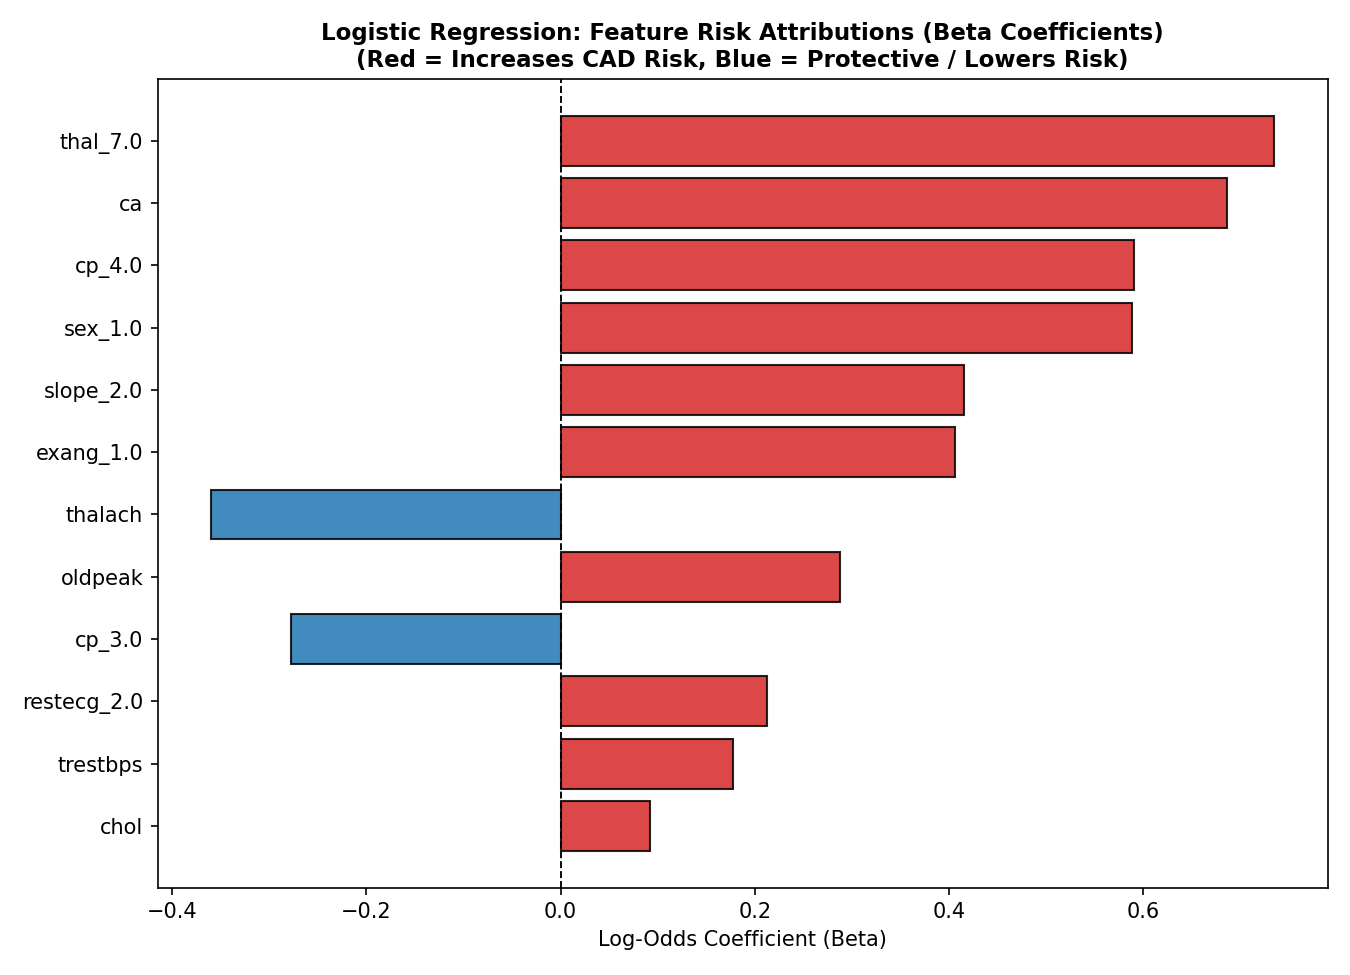 Logistic Regression: Feature Risk Attributions (Beta Coefficients)
(Red = Increases CAD Risk, Blue = Protective / Lowers Risk)
thal_7.0
ca
cp_4.0
sex_1.0
slope_2.0
exang_1.0
thalach
oldpeak
cp_3.0
restecg_2.0
trestbps
chol
−0.4 −0.2 0.0 0.2 0.4 0.6
Log-Odds Coefficient (Beta)